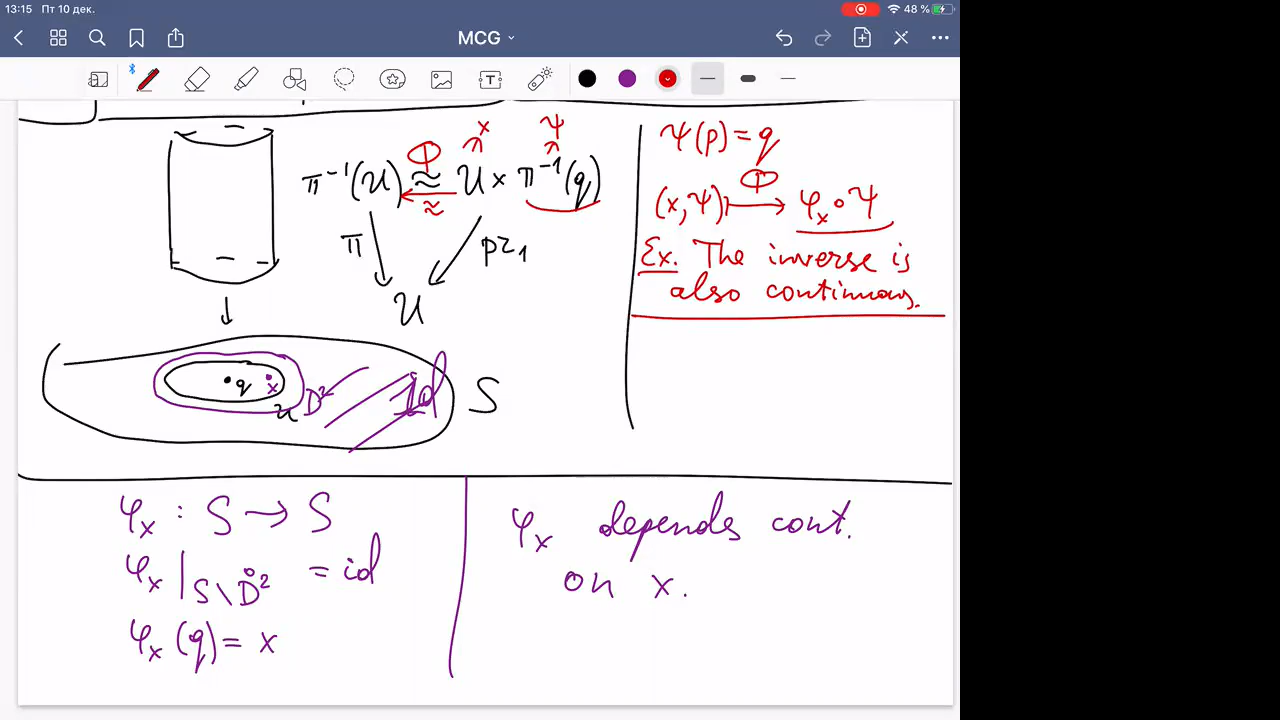 13:15 Пт 10 дек.
48 %
MCG
π⁻¹(U) ≈ U × π⁻¹(q)
Φ
x
Ψ
≈
π
pr₁
U
q
x
U
D²
id
S
Ψ(p) = q
(x, Ψ) ⟼ φₓ ∘ Ψ
Φ
Ex. The inverse is
also continuous.
φₓ : S → S
φₓ |S\D̊² = id
φₓ(q) = x
φₓ depends cont.
on x.